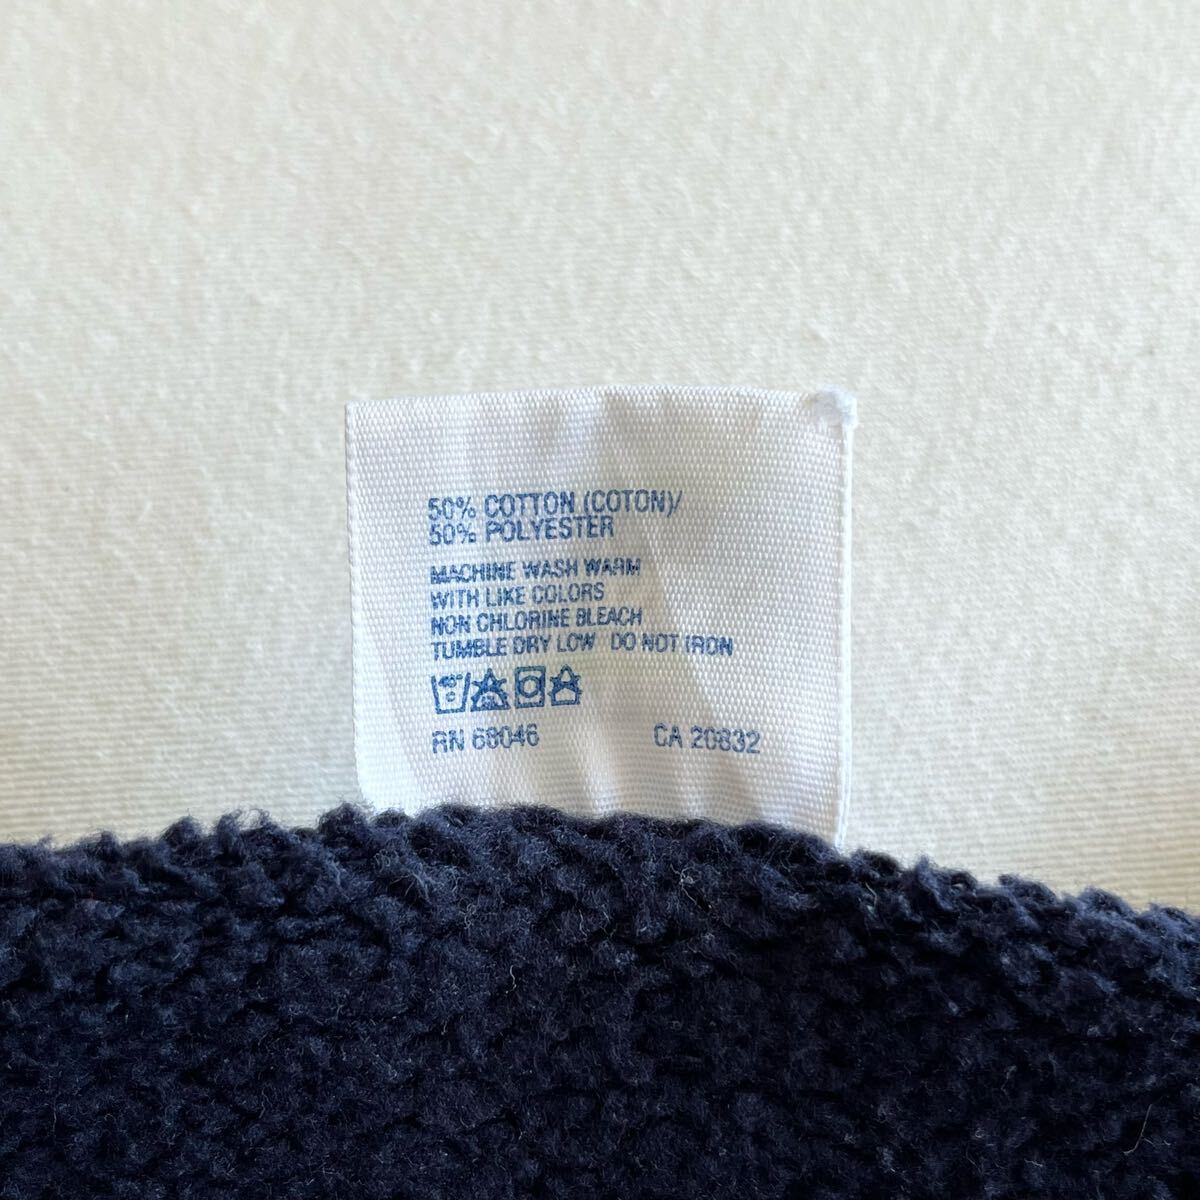 50% COTTON (COTON)/
50% POLYESTER
MACHINE WASH WARM
WITH LIKE COLORS
NON CHLORINE BLEACH
TUMBLE DRY LOW DO NOT IRON
RN 68046 CA 20832